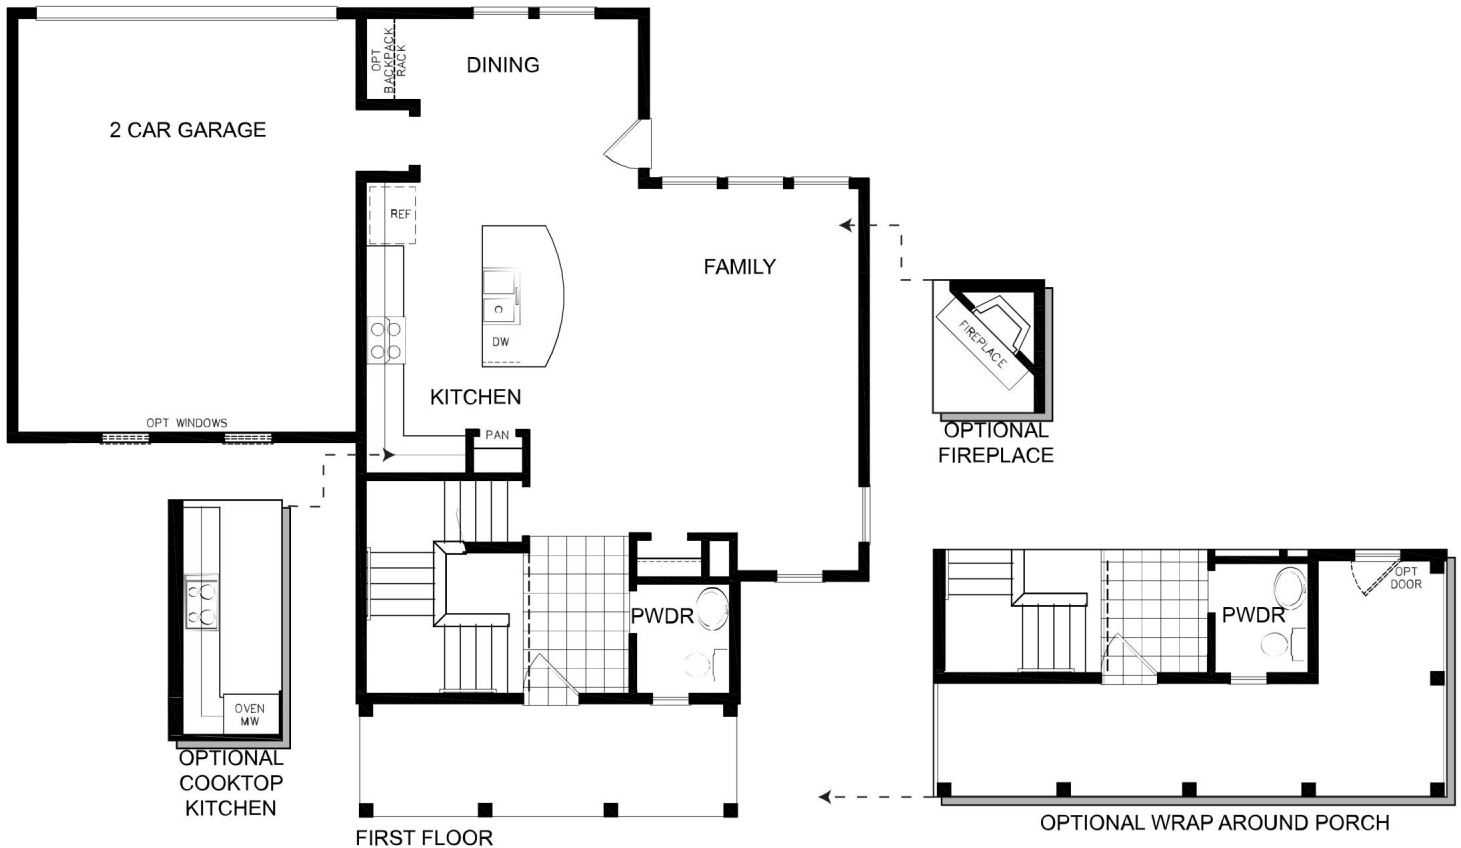 DINING
OPT
BACKPACK
RACK
2 CAR GARAGE
REF
FAMILY
DW
FIREPLACE
KITCHEN
OPT WINDOWS
PAN
OPTIONAL
FIREPLACE
PWDR
OPT
DOOR
PWDR
OVEN
MW
OPTIONAL
COOKTOP
KITCHEN
FIRST FLOOR
OPTIONAL WRAP AROUND PORCH